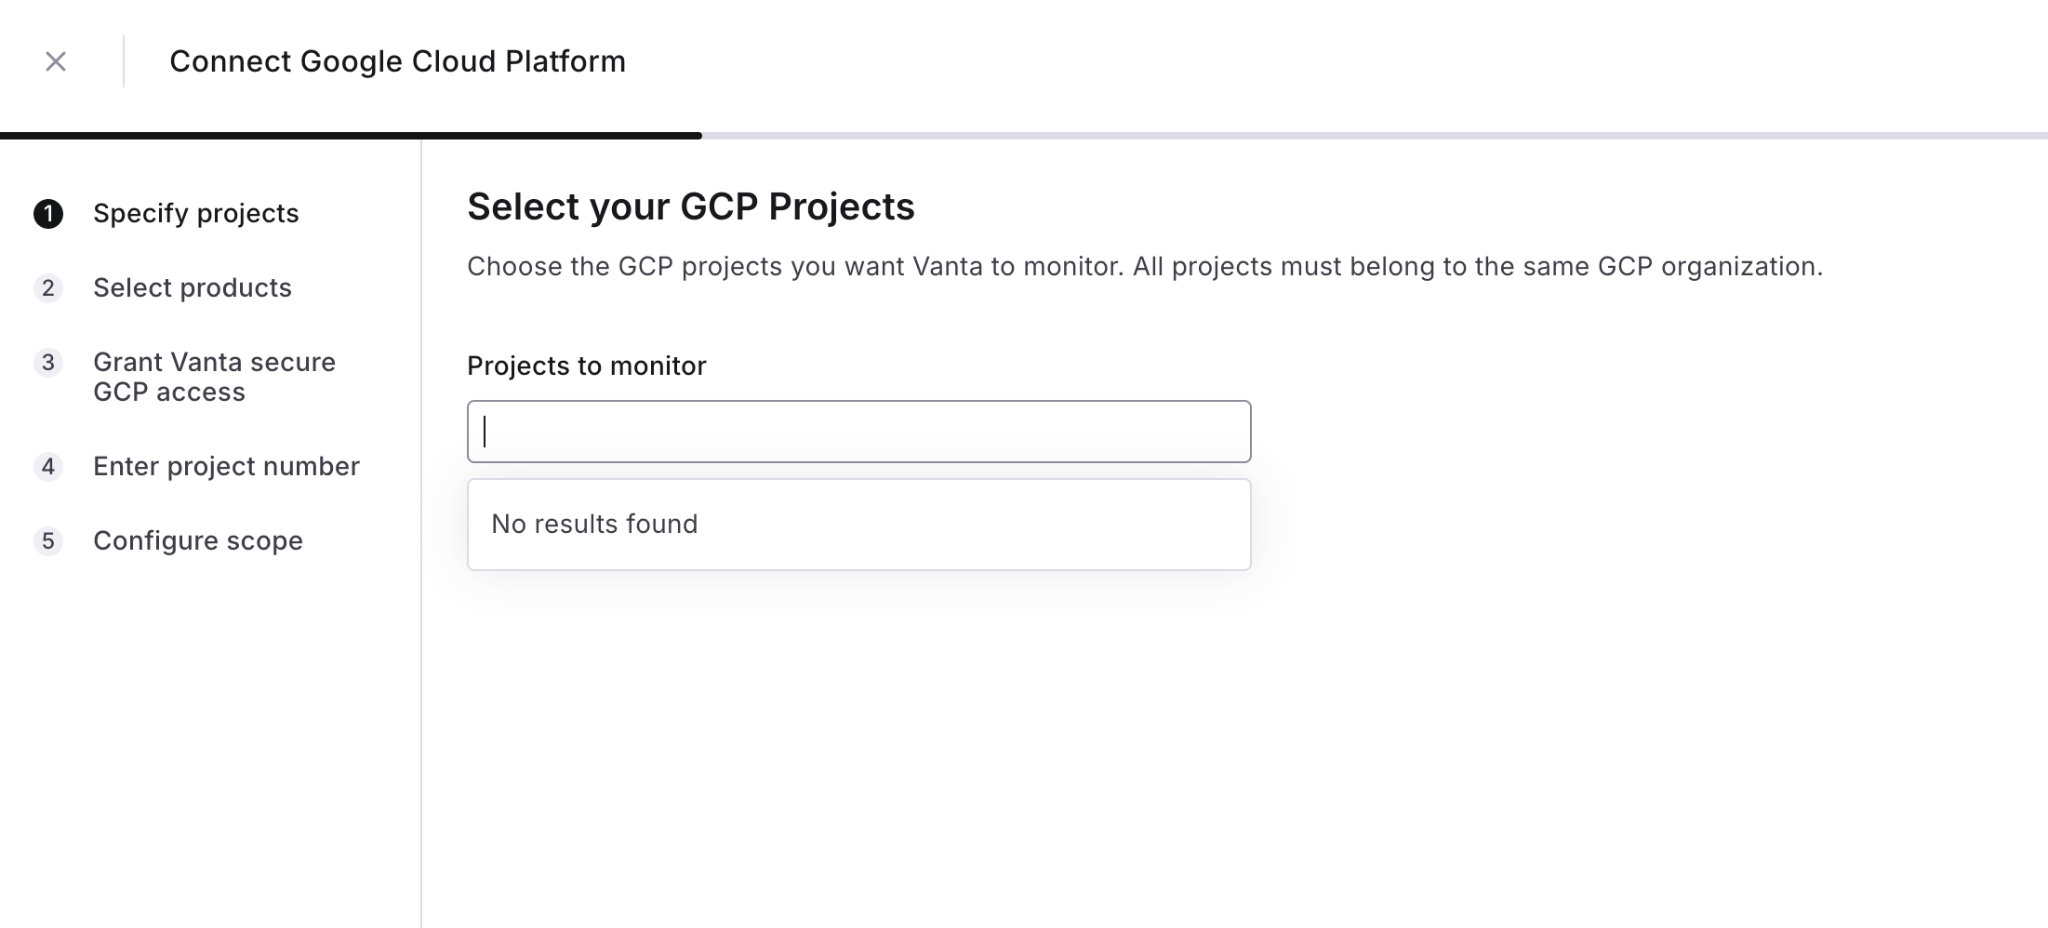 Connect Google Cloud Platform
1 Specify projects
2 Select products
3 Grant Vanta secure
GCP access
4 Enter project number
5 Configure scope
Select your GCP Projects
Choose the GCP projects you want Vanta to monitor. All projects must belong to the same GCP organization.
Projects to monitor
No results found